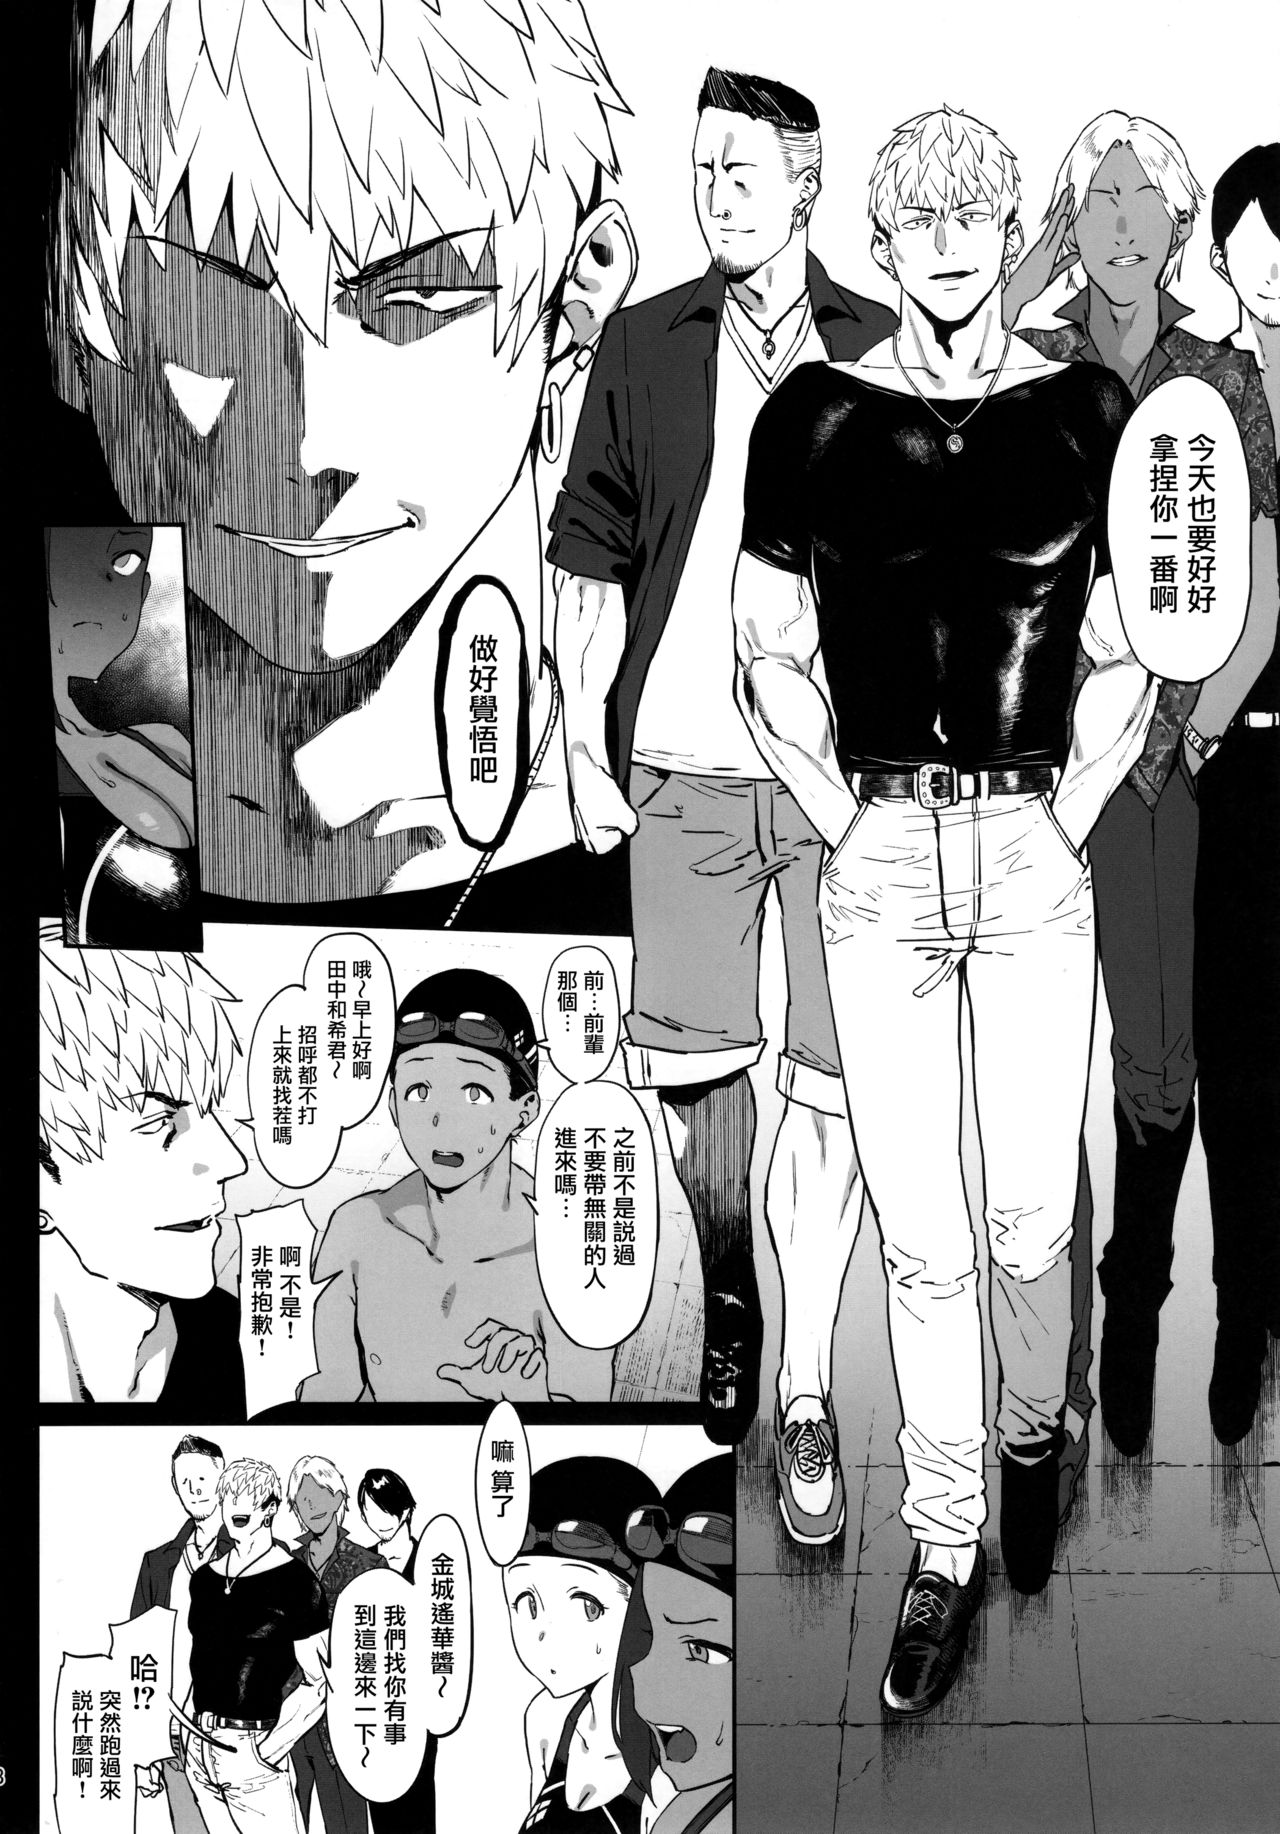 今天也要好好
拿捏你一番啊
做好覺悟吧
前…前輩
那個…
之前不是説過
不要帶無關的人
進來嗎…
哦～早上好啊
田中和希君～
招呼都不打
上來就找茬嗎
啊 不是！
非常抱歉！
嘛 算了
金城遙華醬～
我們找你有事
到這邊來一下～
哈!?
突然跑過來
説什麼啊！